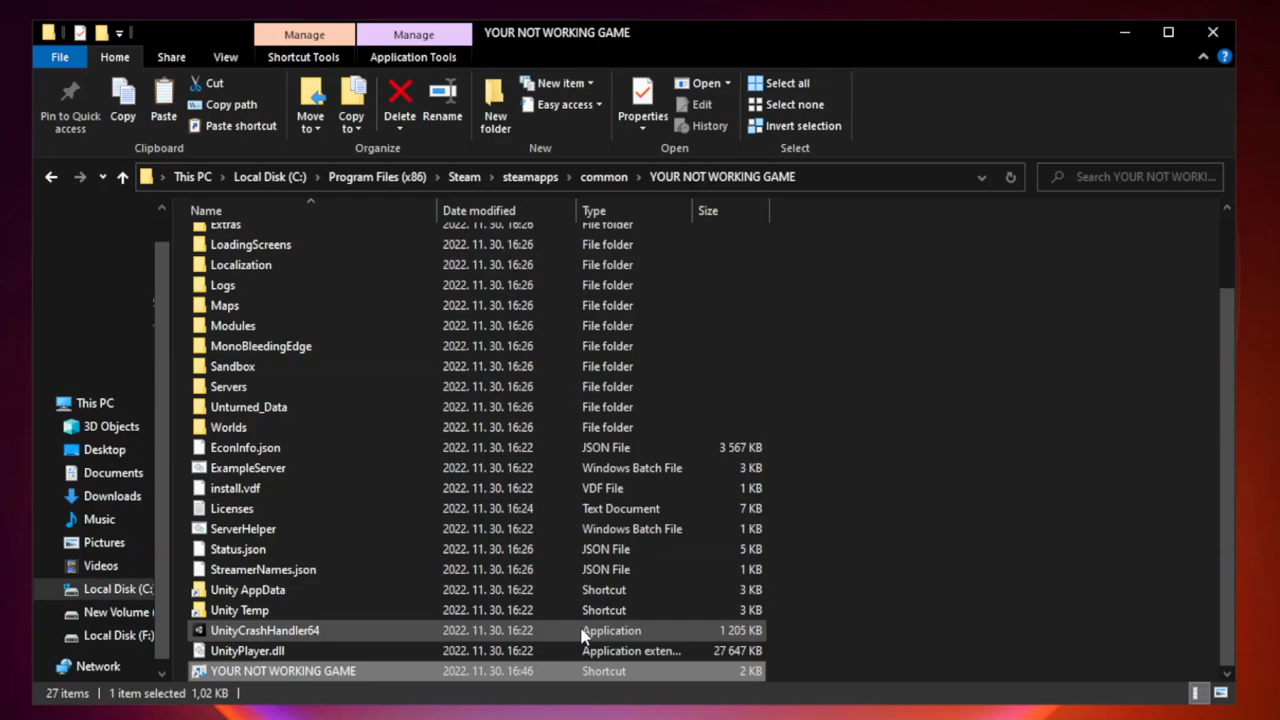 Manage
Manage
YOUR NOT WORKING GAME
File
Home
Share
View
Shortcut Tools
Application Tools
Pin to Quick access
Copy
Paste
Cut
Copy path
Paste shortcut
Move to
Copy to
Delete
Rename
New folder
New item
Easy access
Properties
Open
Edit
History
Select all
Select none
Invert selection
Clipboard
Organize
New
Open
Select
This PC > Local Disk (C:) > Program Files (x86) > Steam > steamapps > common > YOUR NOT WORKING GAME
Search YOUR NOT WORKING...
Name Date modified Type Size
Extras 2022. 11. 30. 16:26 File folder
LoadingScreens 2022. 11. 30. 16:26 File folder
Localization 2022. 11. 30. 16:26 File folder
Logs 2022. 11. 30. 16:26 File folder
Maps 2022. 11. 30. 16:26 File folder
Modules 2022. 11. 30. 16:26 File folder
MonoBleedingEdge 2022. 11. 30. 16:26 File folder
Sandbox 2022. 11. 30. 16:26 File folder
Servers 2022. 11. 30. 16:26 File folder
Unturned_Data 2022. 11. 30. 16:26 File folder
Worlds 2022. 11. 30. 16:26 File folder
EconInfo.json 2022. 11. 30. 16:22 JSON File 3 567 KB
ExampleServer 2022. 11. 30. 16:22 Windows Batch File 3 KB
install.vdf 2022. 11. 30. 16:22 VDF File 1 KB
Licenses 2022. 11. 30. 16:24 Text Document 7 KB
ServerHelper 2022. 11. 30. 16:22 Windows Batch File 1 KB
Status.json 2022. 11. 30. 16:26 JSON File 5 KB
StreamerNames.json 2022. 11. 30. 16:26 JSON File 1 KB
Unity AppData 2022. 11. 30. 16:22 Shortcut 3 KB
Unity Temp 2022. 11. 30. 16:22 Shortcut 3 KB
UnityCrashHandler64 2022. 11. 30. 16:22 Application 1 205 KB
UnityPlayer.dll 2022. 11. 30. 16:22 Application exten... 27 647 KB
YOUR NOT WORKING GAME 2022. 11. 30. 16:46 Shortcut 2 KB
This PC
3D Objects
Desktop
Documents
Downloads
Music
Pictures
Videos
Local Disk (C:
New Volume (
Local Disk (F:)
Network
27 items
1 item selected 1,02 KB